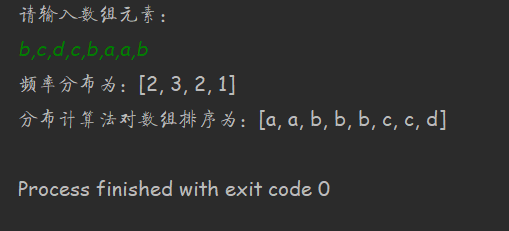 请输入数组元素：
b,c,d,c,b,a,a,b
频率分布为：[2, 3, 2, 1]
分布计算法对数组排序为：[a, a, b, b, b, c, c, d]
Process finished with exit code 0